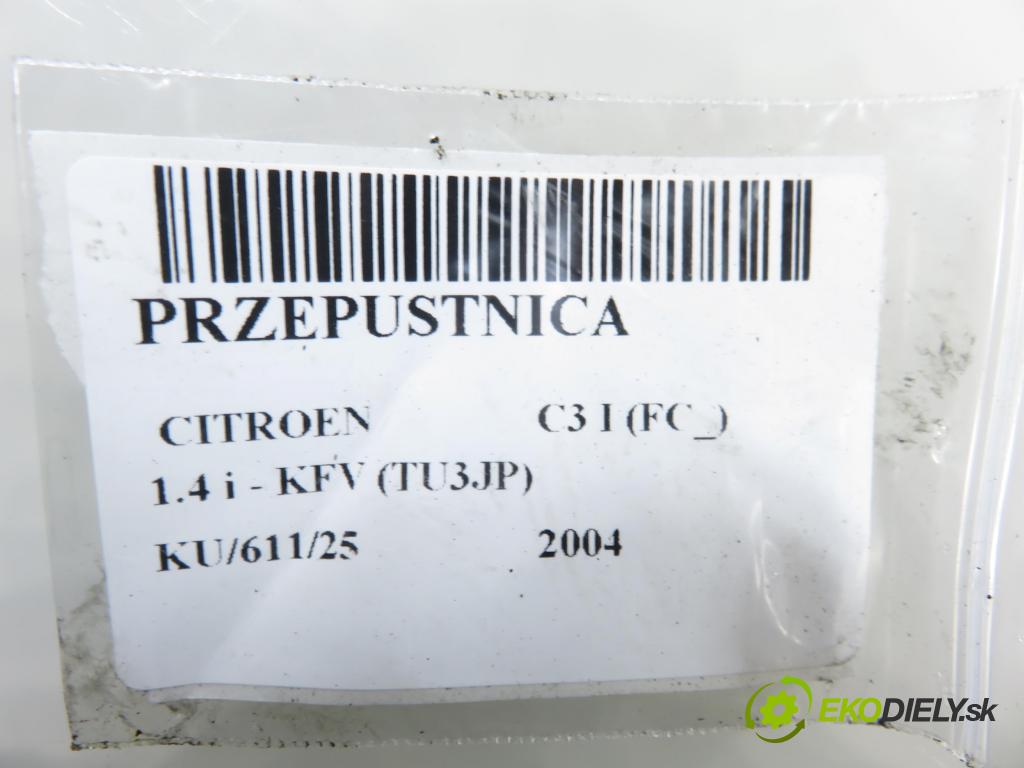 PRZEPUSTNICA
CITROEN C3 I (FC_)
1.4 i - KFV (TU3JP)
KU/611/25 2004
EKODIELY.sk